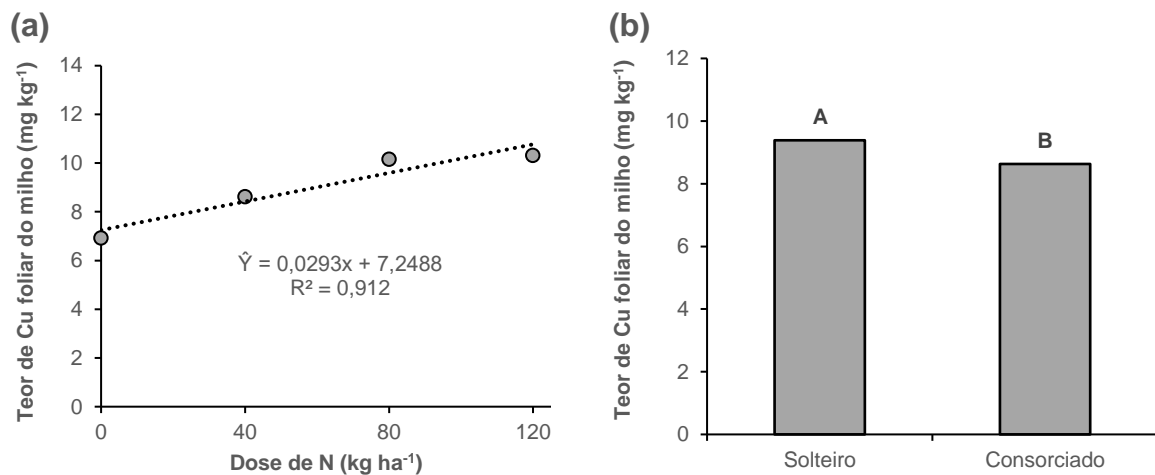 (a)
Teor de Cu foliar do milho (mg kg⁻¹)
14
12
10
8
6
4
2
0
Ŷ = 0,0293x + 7,2488
R² = 0,912
0 40 80 120
Dose de N (kg ha⁻¹)
(b)
Teor de Cu foliar do milho (mg kg⁻¹)
12
10
8
6
4
2
0
A
B
Solteiro Consorciado